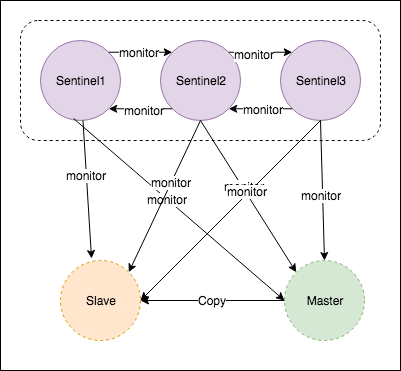 monitor
monitor
Sentinel1
Sentinel2
Sentinel3
monitor
monitor
monitor
monitor
monitor
monitor
monitor
monitor
Slave
Copy
Master